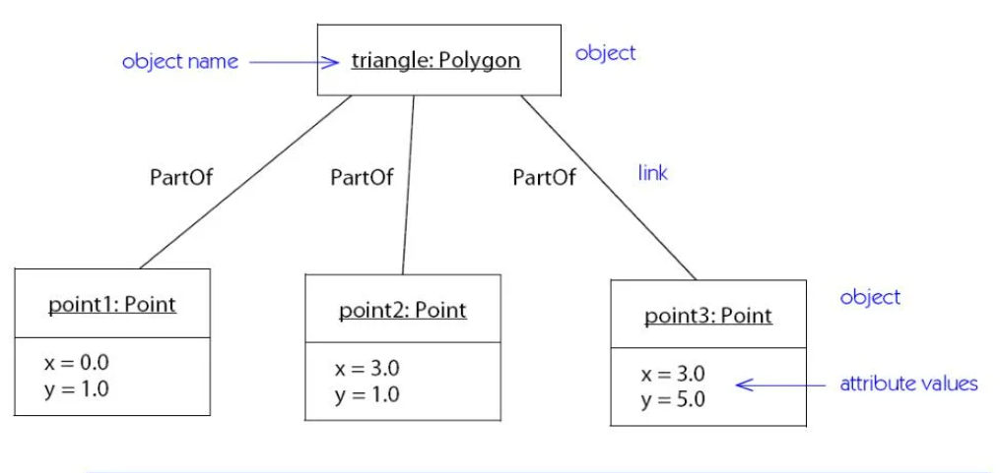 object name
triangle: Polygon
object
PartOf
PartOf
PartOf
link
point1: Point
x = 0.0
y = 1.0
point2: Point
x = 3.0
y = 1.0
point3: Point
x = 3.0
y = 5.0
object
attribute values